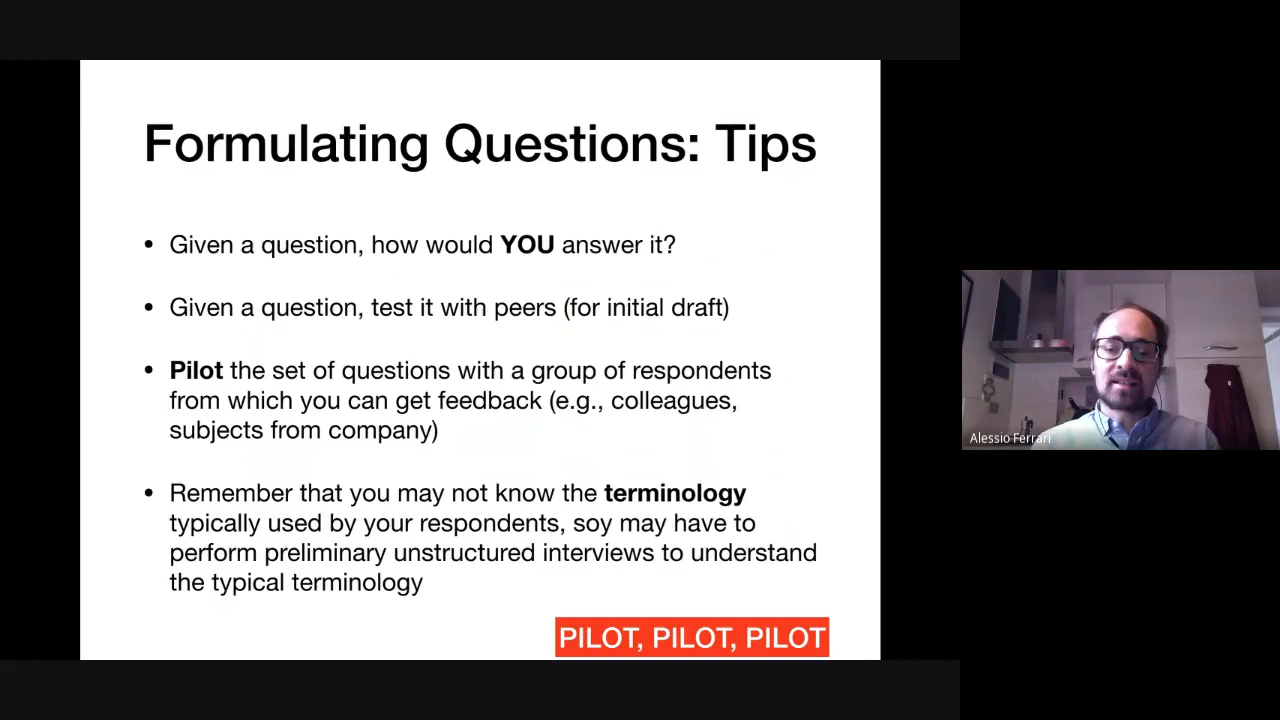 Formulating Questions: Tips
• Given a question, how would YOU answer it?
• Given a question, test it with peers (for initial draft)
• Pilot the set of questions with a group of respondents
from which you can get feedback (e.g., colleagues,
subjects from company)
• Remember that you may not know the terminology
typically used by your respondents, soy may have to
perform preliminary unstructured interviews to understand
the typical terminology
PILOT, PILOT, PILOT
Alessio Ferrari